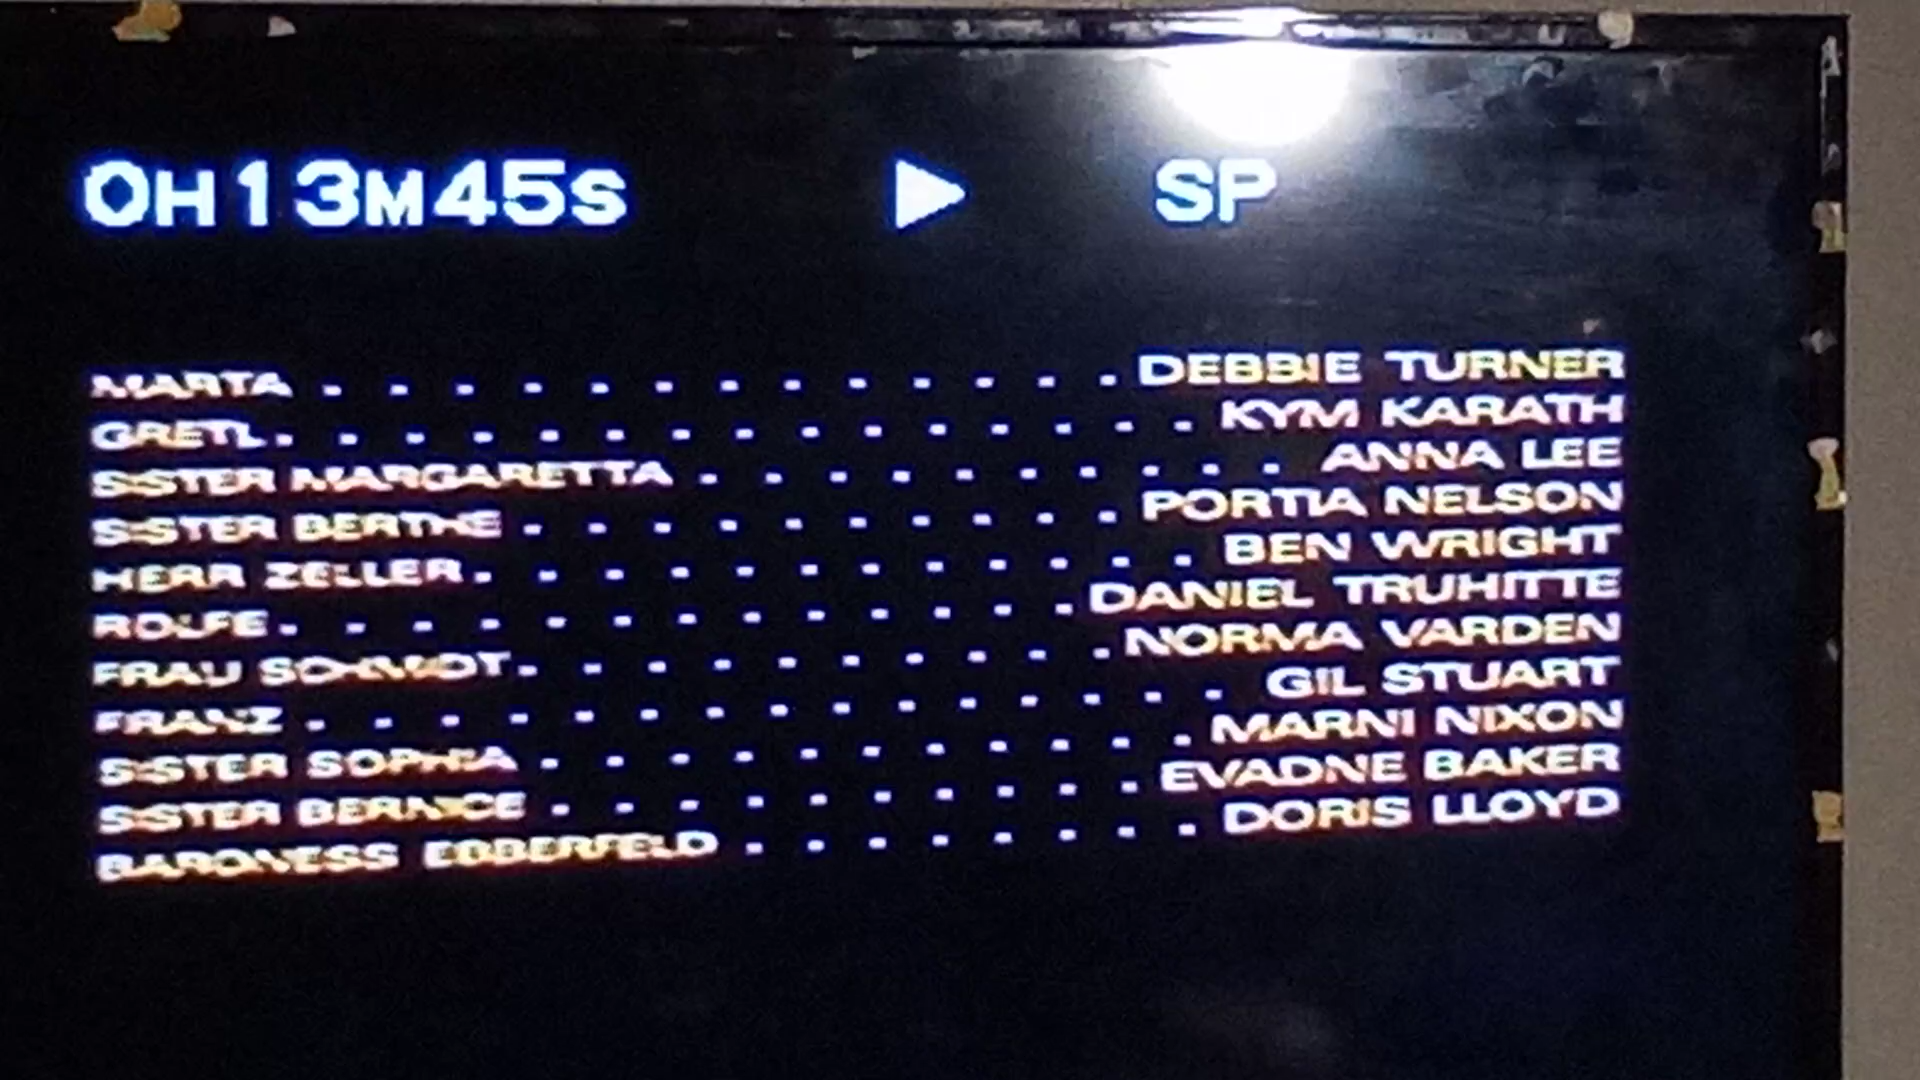 0H13M45S ▶ SP
MARTA . . . . . . . . . . . . . DEBBIE TURNER
GRETL. . . . . . . . . . . . . . . KYM KARATH
SISTER MARGARETTA . . . . . . . . . . ANNA LEE
SISTER BERTHE . . . . . . . . . . PORTIA NELSON
HERR ZELLER. . . . . . . . . . . . BEN WRIGHT
ROLFE. . . . . . . . . . . . . DANIEL TRUHITTE
FRAU SCHMIDT. . . . . . . . . . NORMA VARDEN
FRANZ . . . . . . . . . . . . . . . GIL STUART
SISTER SOPHIA . . . . . . . . . . . MARNI NIXON
SISTER BERNICE . . . . . . . . . . EVADNE BAKER
BARONESS EBBERFELD . . . . . . . . DORIS LLOYD